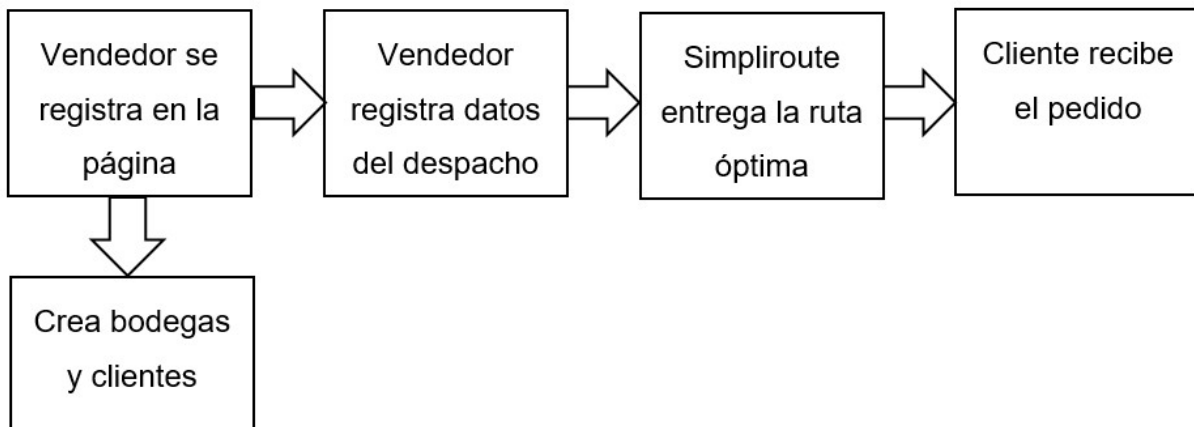 Vendedor se
registra en la
página
Vendedor
registra datos
del despacho
Simpliroute
entrega la ruta
óptima
Cliente recibe
el pedido
Crea bodegas
y clientes